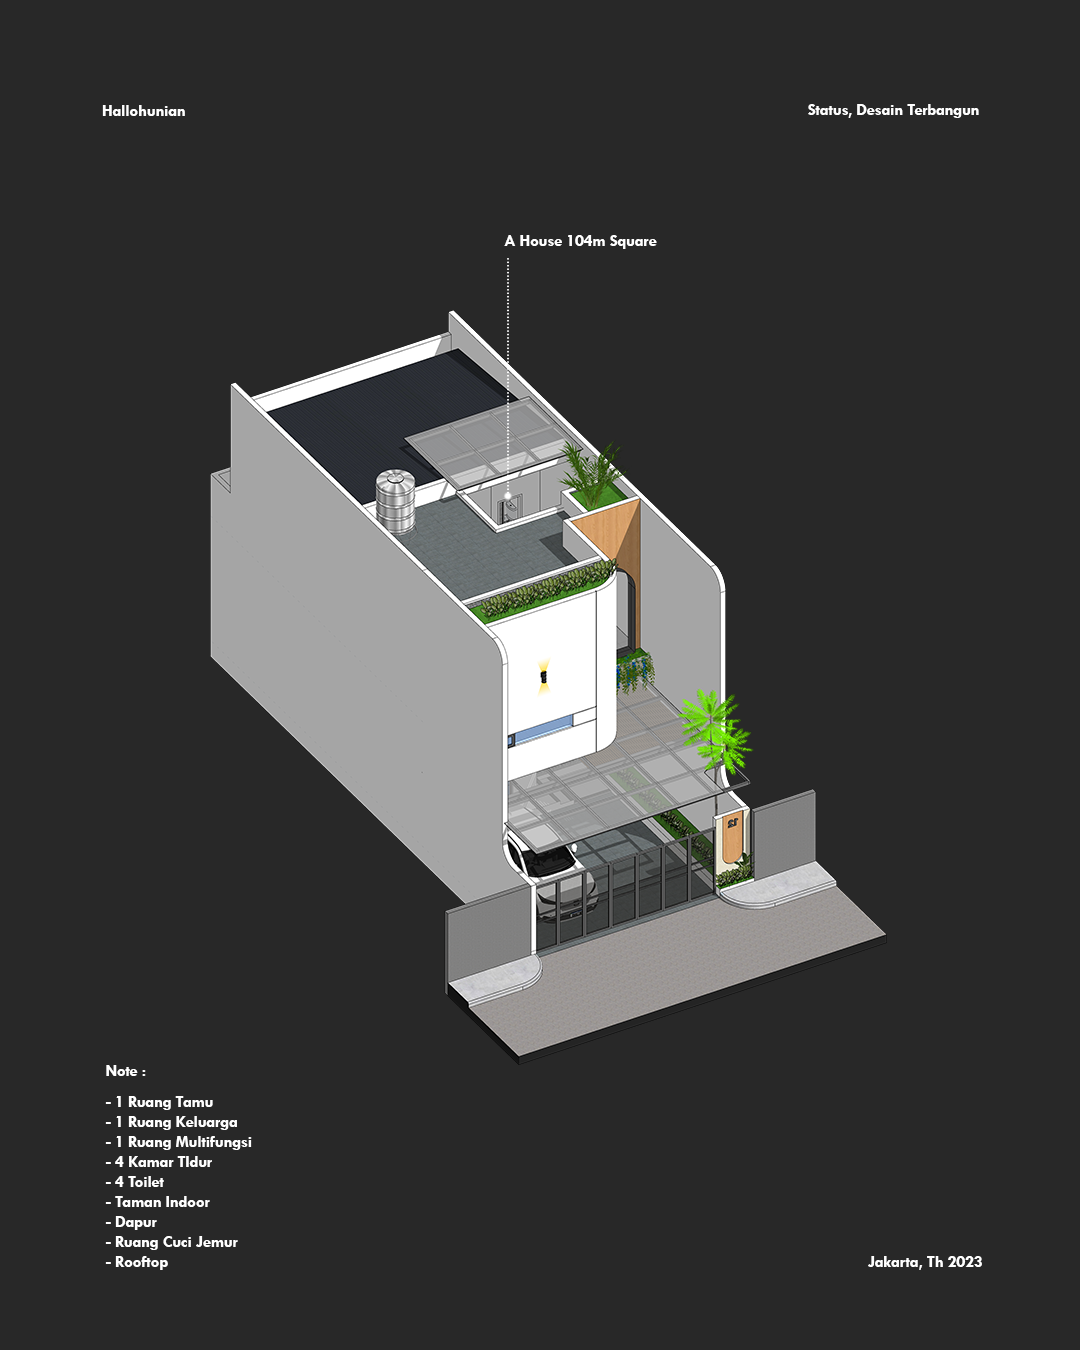 Hallohunian
Status, Desain Terbangun
A House 104m Square
12
Note :
- 1 Ruang Tamu
- 1 Ruang Keluarga
- 1 Ruang Multifungsi
- 4 Kamar TIdur
- 4 Toilet
- Taman Indoor
- Dapur
- Ruang Cuci Jemur
- Rooftop
Jakarta, Th 2023